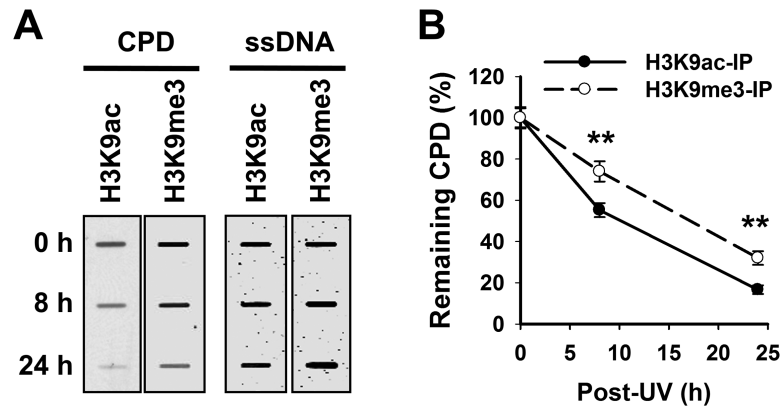 A
CPD
ssDNA
H3K9ac
H3K9me3
H3K9ac
H3K9me3
0 h
8 h
24 h
B
H3K9ac-IP
H3K9me3-IP
Remaining CPD (%)
120
100
80
60
40
20
0
**
**
0 5 10 15 20 25
Post-UV (h)